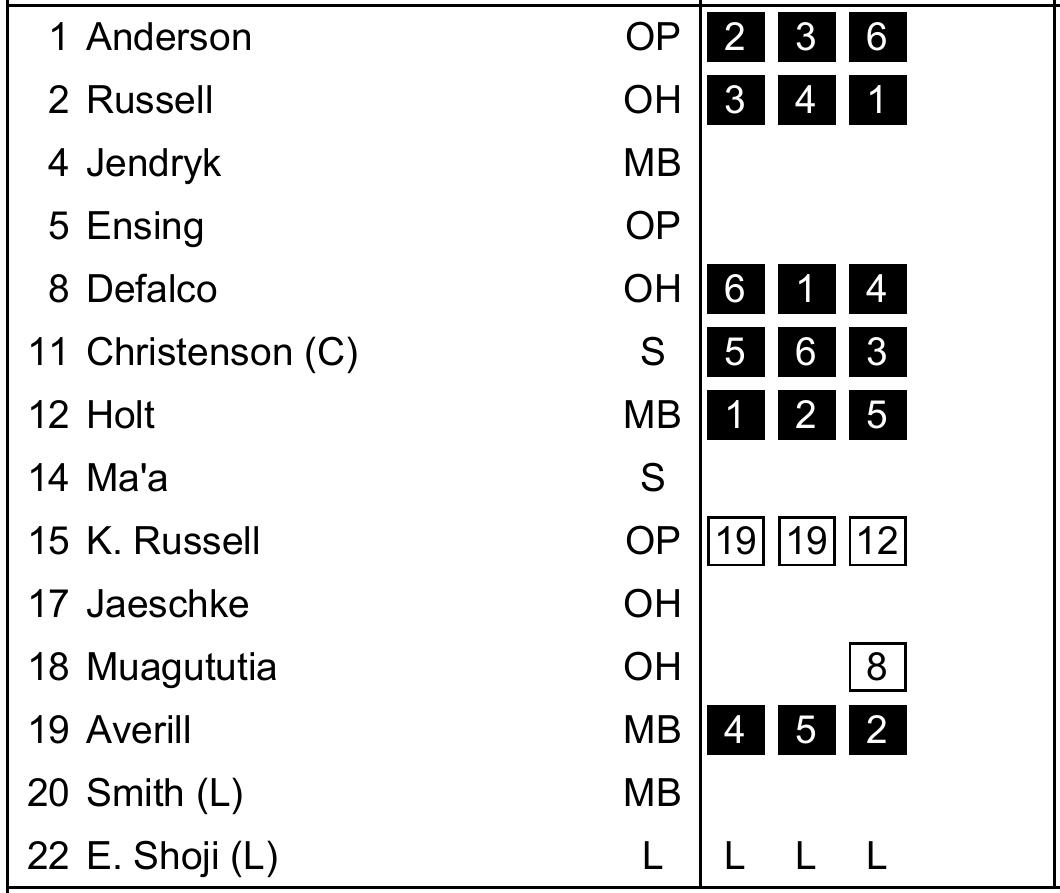 1 Anderson OP 2 3 6
2 Russell OH 3 4 1
4 Jendryk MB
5 Ensing OP
8 Defalco OH 6 1 4
11 Christenson (C) S 5 6 3
12 Holt MB 1 2 5
14 Ma'a S
15 K. Russell OP 19 19 12
17 Jaeschke OH
18 Muagututia OH 8
19 Averill MB 4 5 2
20 Smith (L) MB
22 E. Shoji (L) L L L L